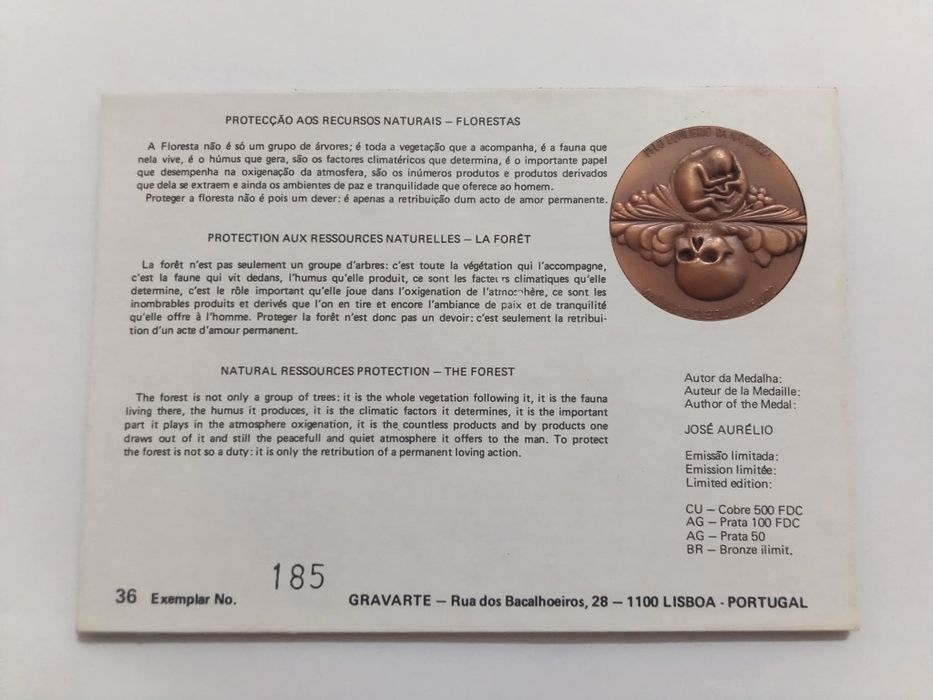 PROTECÇÃO AOS RECURSOS NATURAIS – FLORESTAS
A Floresta não é só um grupo de árvores; é toda a vegetação que a acompanha, é a fauna que
nela vive, é o húmus que gera, são os factores climatéricos que determina, é o importante papel
que desempenha na oxigenação da atmosfera, são os inúmeros produtos e produtos derivados
que dela se extraem e ainda os ambientes de paz e tranquilidade que oferece ao homem.
Proteger a floresta não é pois um dever: é apenas a retribuição dum acto de amor permanente.
PROTECTION AUX RESSOURCES NATURELLES – LA FORÊT
La forêt n'est pas seulement un groupe d'arbres: c'est toute la végétation qui l'accompagne,
c'est la faune qui vit dedans, l'humus qu'elle produit, ce sont les facteurs climatiques qu'elle
determine, c'est le rôle important qu'elle joue dans l'oxigenation de l'atmosphère, ce sont les
inombrables produits et derivés que l'on en tire et encore l'ambiance de paix et de tranquilité
qu'elle offre à l'homme. Proteger la forêt n'est donc pas un devoir: c'est seulement la retribui-
tion d'un acte d'amour permanent.
NATURAL RESSOURCES PROTECTION – THE FOREST
The forest is not only a group of trees: it is the whole vegetation following it, it is the fauna
living there, the humus it produces, it is the climatic factors it determines, it is the important
part it plays in the atmosphere oxigenation, it is the countless products and by products one
draws out of it and still the peacefull and quiet atmosphere it offers to the man. To protect
the forest is not so a duty: it is only the retribution of a permanent loving action.
PELO EQUILIBRIO DA NATUREZA
Autor da Medalha:
Auteur de la Medaille:
Author of the Medal:
JOSÉ AURÉLIO
Emissão limitada:
Emission limitée:
Limited edition:
CU – Cobre 500 FDC
AG – Prata 100 FDC
AG – Prata 50
BR – Bronze ilimit.
36 Exemplar No. 185
GRAVARTE – Rua dos Bacalhoeiros, 28 – 1100 LISBOA - PORTUGAL